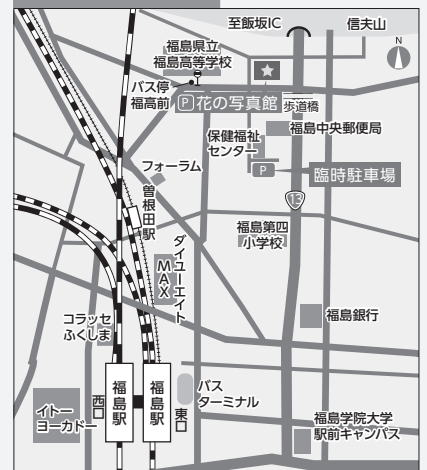 至飯坂IC
信夫山
N
福島県立
福島高等学校
バス停
福高前
P 花の写真館
歩道橋
保健福祉
センター
福島中央郵便局
P
臨時駐車場
フォーラム
曽根田駅
13
福島第四
小学校
ダイユーエイト
MAX
福島銀行
コラッセ
ふくしま
福島駅
福島駅
西口
東口
バス
ターミナル
イトー
ヨーカドー
福島学院大学
駅前キャンパス